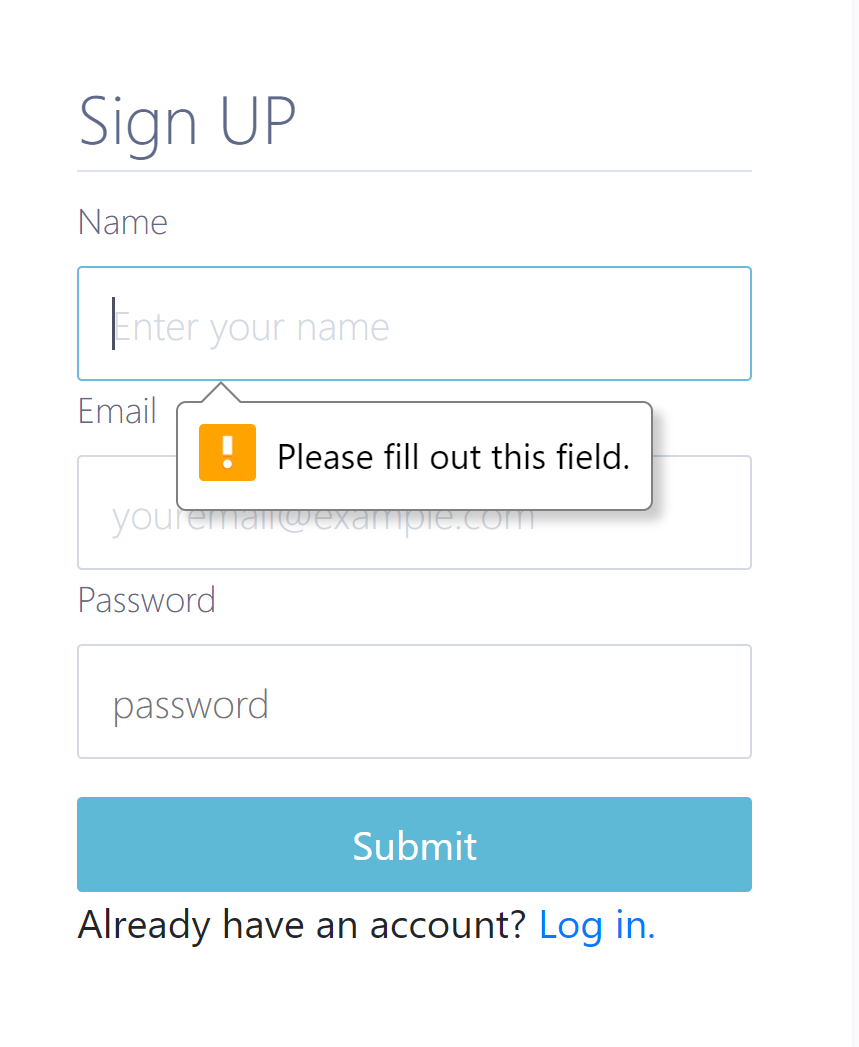 Sign UP
Name
Enter your name
Email
Please fill out this field.
youremail@example.com
Password
password
Submit
Already have an account? Log in.